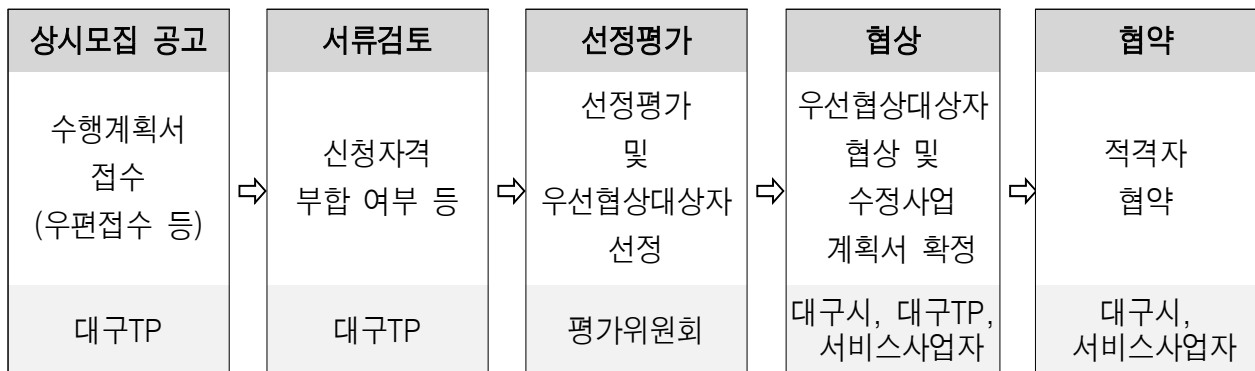 상시모집 공고
수행계획서
접수
(우편접수 등)
대구TP
⇨
서류검토
신청자격
부합 여부 등
대구TP
⇨
선정평가
선정평가
및
우선협상대상자
선정
평가위원회
⇨
협상
우선협상대상자
협상 및
수정사업
계획서 확정
대구시, 대구TP,
서비스사업자
⇨
협약
적격자
협약
대구시,
서비스사업자